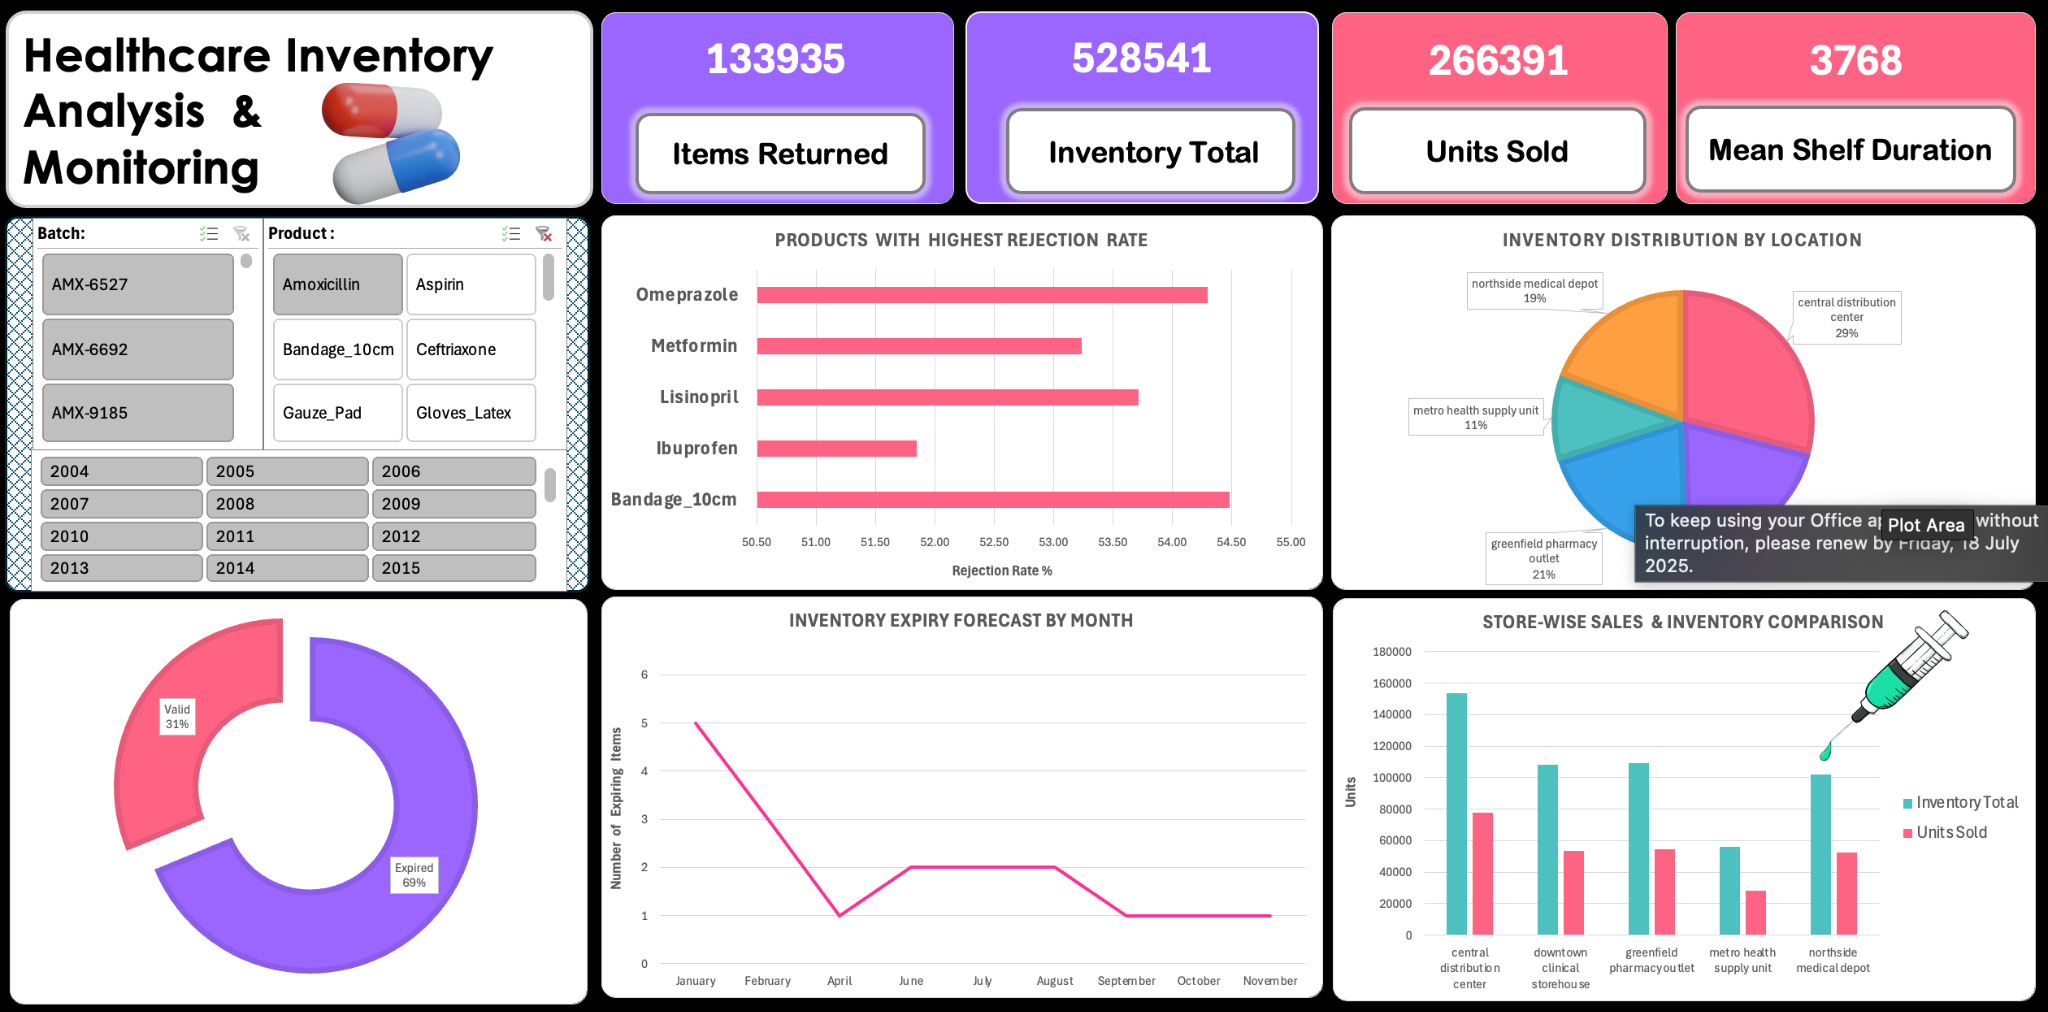 Healthcare Inventory
Analysis &
Monitoring
133935
Items Returned
528541
Inventory Total
266391
Units Sold
3768
Mean Shelf Duration
Batch:
AMX-6527
AMX-6692
AMX-9185
Product :
Amoxicillin
Aspirin
Bandage_10cm
Ceftriaxone
Gauze_Pad
Gloves_Latex
2004
2005
2006
2007
2008
2009
2010
2011
2012
2013
2014
2015
PRODUCTS WITH HIGHEST REJECTION RATE
Omeprazole
Metformin
Lisinopril
Ibuprofen
Bandage_10cm
50.50 51.00 51.50 52.00 52.50 53.00 53.50 54.00 54.50 55.00
Rejection Rate %
INVENTORY DISTRIBUTION BY LOCATION
northside medical depot
19%
central distribution
center
29%
metro health supply unit
11%
greenfield pharmacy
outlet
21%
To keep using your Office without
interruption, please renew by Friday, 18 July
2025.
Plot Area
Valid
31%
Expired
69%
INVENTORY EXPIRY FORECAST BY MONTH
Number of Expiring Items
6
5
4
3
2
1
0
January February April June July August September October November
STORE-WISE SALES & INVENTORY COMPARISON
Units
180000
160000
140000
120000
100000
80000
60000
40000
20000
0
central
distribution
center
downtown
clinical
storehouse
greenfield
pharmacy outlet
metro health
supply unit
northside
medical depot
Inventory Total
Units Sold